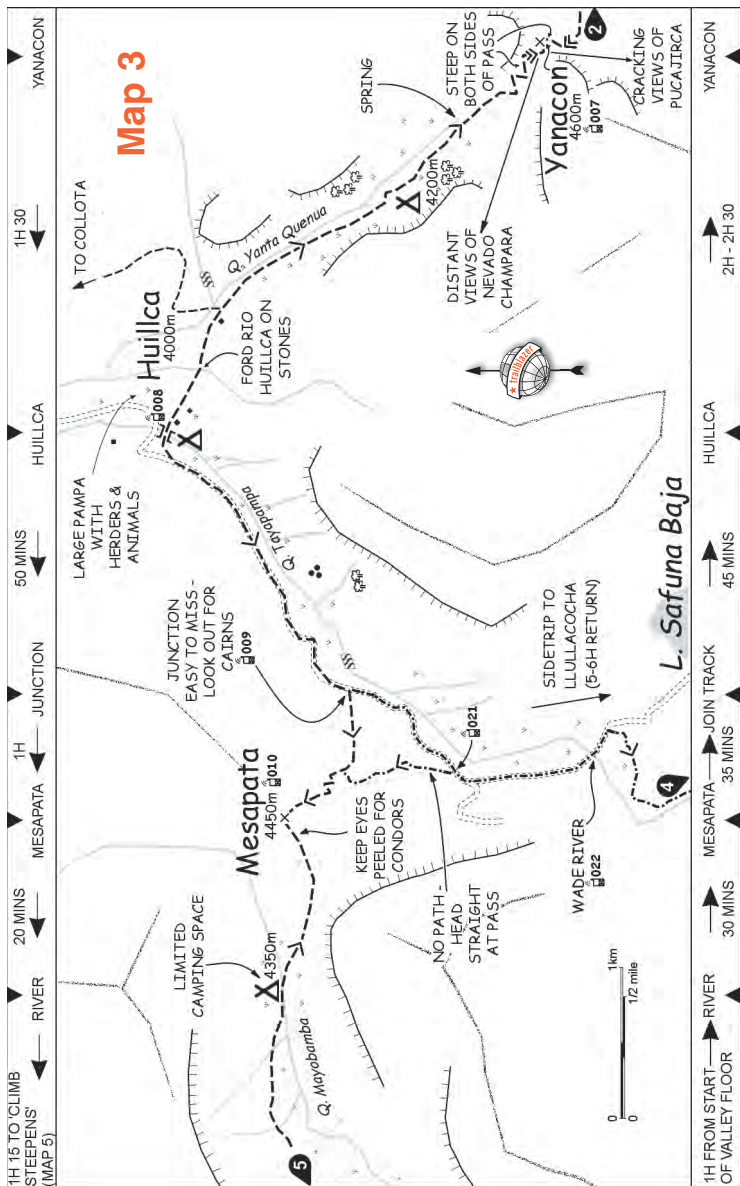 1H 15 TO 'CLIMB
STEEPENS'
(MAP 5)
RIVER
20 MINS
MESAPATA
1H
JUNCTION
50 MINS
HUILLCA
1H 30
YANACON
Map 3
5
Q. Mayobamba
LIMITED
CAMPING SPACE
4350m
Mesapata
4450m
010
KEEP EYES
PEELED FOR
CONDORS
NO PATH -
HEAD
STRAIGHT
AT PASS
JUNCTION
EASY TO MISS -
LOOK OUT FOR
CAIRNS
009
021
WADE RIVER
022
4
SIDETRIP TO
LLULLACOCHA
(5-6H RETURN)
L. Safuna Baja
Q. Tayapampa
LARGE PAMPA
WITH
HERDERS &
ANIMALS
008
Huillca
4000m
TO COLLOTA
FORD RIO
HUILLCA ON
STONES
Q. Yanta Quenua
4200m
SPRING
STEEP ON
BOTH SIDES
OF PASS
DISTANT
VIEWS OF
NEVADO
CHAMPARA
Yanacon
4600m
007
2
CRACKING
VIEWS OF
PUCAJIRCA
★ trailblazer
0 1km
0 1/2 mile
1H FROM START
OF VALLEY FLOOR
RIVER
30 MINS
MESAPATA
35 MINS
JOIN TRACK
45 MINS
HUILLCA
2H - 2H 30
YANACON